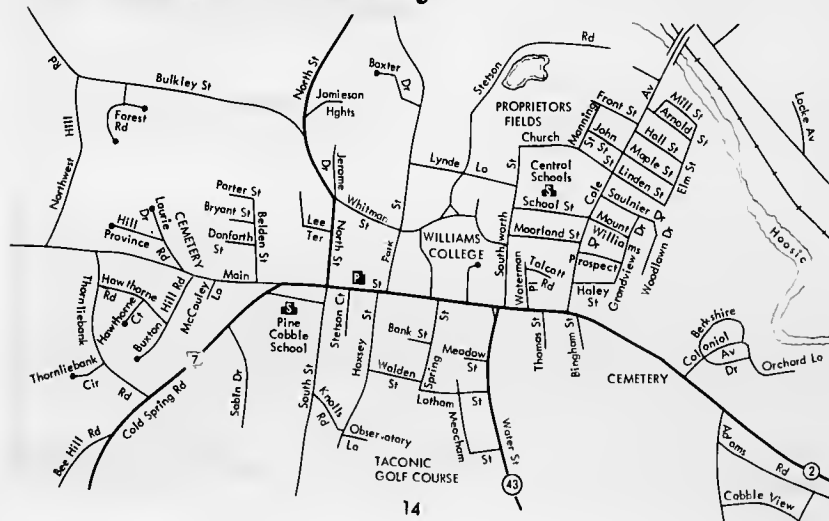 Rd
Bulkley St
North St
Baxter Dr
Stetson Rd
Jamieson Hghts
Forest Rd
Northwest Hill
PROPRIETORS FIELDS
Front St
Mill St
Arnold
Manning
John St
Hall St
Maple St
Linden St
Elm St
Cole Av
Locke Av
Church St
Lynde La
Central Schools
S
School St
Saulnier Dr
Jerome Dr
Whitman St
Laurie Dr
Porter St
Bryant St
Danforth St
Belden St
CEMETERY
Hill Province Rd
Lee Ter
North St
Park St
WILLIAMS COLLEGE
Southworth St
Moorland St
Mount Williams Dr
Prospect
Haley St
Grandview Dr
Woodlawn Dr
Hoosic
Waterman Pl
Talcott Rd
Main St
P
McCauley La
Buxton Hill Rd
Hawthorne Rd
Hawthorne Ct
Thornliebank Rd
Thornliebank Cir
7
Cold Spring Rd
Bee Hill Rd
Sabin Dr
S
Pine Cobble School
Stetson Ct
South St
Hoxsey St
Bank St
Spring St
Meadow St
Walden St
Latham St
Meacham St
Water St
Knolls Rd
Observatory La
TACONIC GOLF COURSE
43
Thomas St
Bingham St
CEMETERY
Berkshire Dr
Colonial Av
Orchard La
Adams Rd
2
Cobble View
14